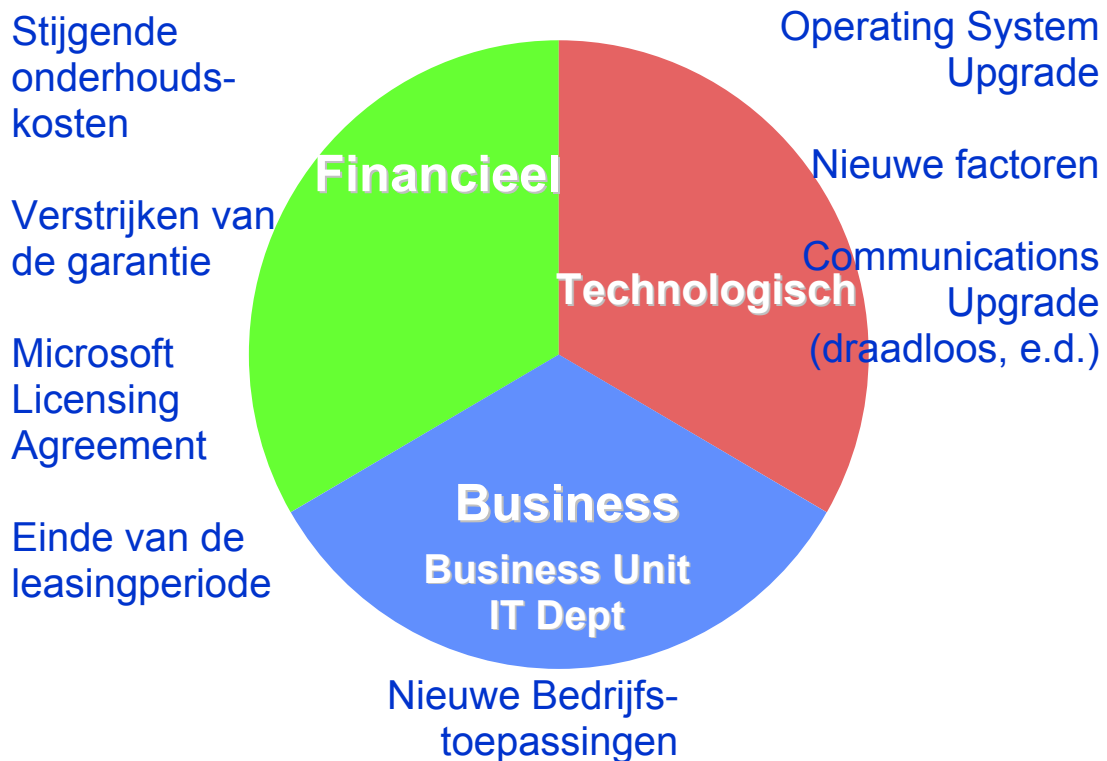 Stijgende
onderhouds-
kosten
Verstrijken van
de garantie
Microsoft
Licensing
Agreement
Einde van de
leasingperiode
Financieel
Technologisch
Business
Business Unit
IT Dept
Operating System
Upgrade
Nieuwe factoren
Communications
Upgrade
(draadloos, e.d.)
Nieuwe Bedrijfs-
toepassingen